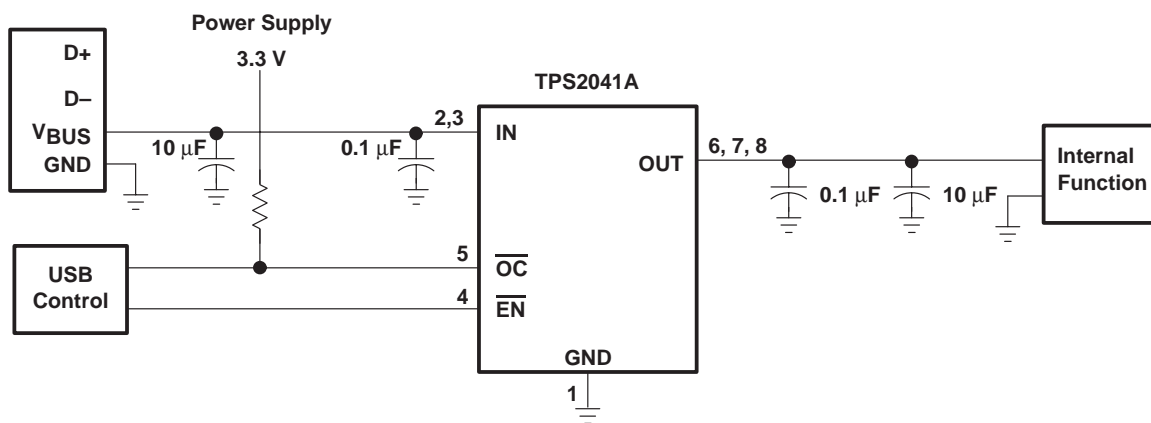 Power Supply
3.3 V
D+
D–
VBUS
GND
10 μF
0.1 μF
2,3
TPS2041A
IN
OUT
6, 7, 8
0.1 μF
10 μF
Internal
Function
USB
Control
5
OC
4
EN
GND
1